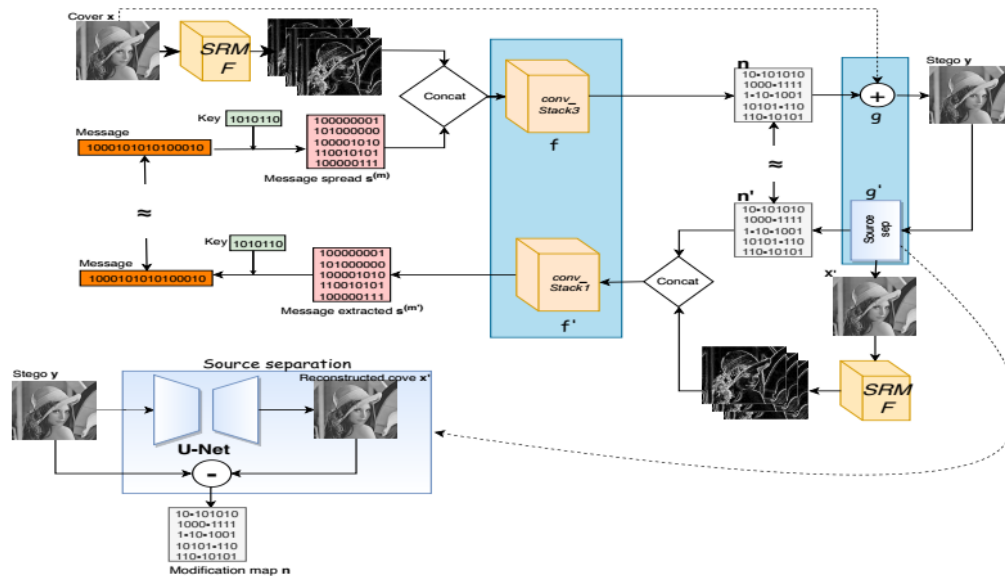 Cover x
SRM
F
Concat
conv_
Stack3
f
n
10-101010
1000-1111
1-10-1001
10101-110
110-10101
+
g
Stego y
Key
1010110
Message
1000101010100010
100000001
101000000
100001010
110010101
100000111
Message spread s(m)
≈
≈
n'
10-101010
1000-1111
1-10-1001
10101-110
110-10101
g'
Source
sep
Key
1010110
Message
1000101010100010
100000001
101000000
100001010
110010101
100000111
Message extracted s(m')
conv_
Stack1
f'
Concat
x'
SRM
F
Source separation
Stego y
Reconstructed cove x'
U-Net
-
10-101010
1000-1111
1-10-1001
10101-110
110-10101
Modification map n